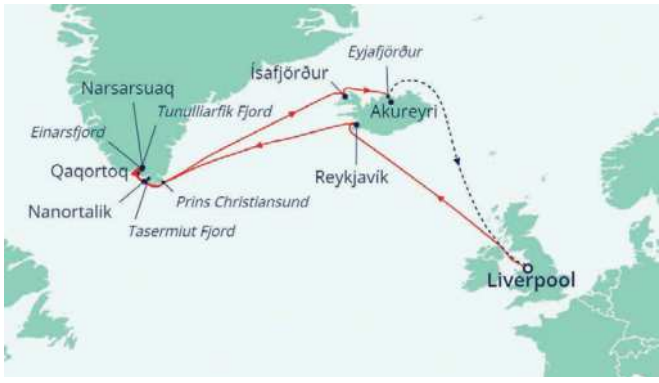 Eyjafjörður
Ísafjörður
Narsarsuaq
Akureyri
Tunulliarfik Fjord
Einarsfjord
Qaqortoq
Reykjavík
Nanortalik
Prins Christiansund
Tasermiut Fjord
Liverpool